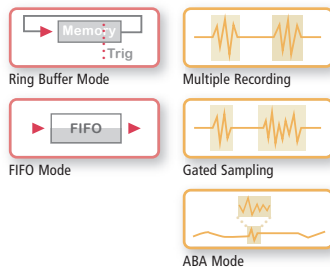 Memory
Trig
Ring Buffer Mode
Multiple Recording
FIFO
FIFO Mode
Gated Sampling
ABA Mode